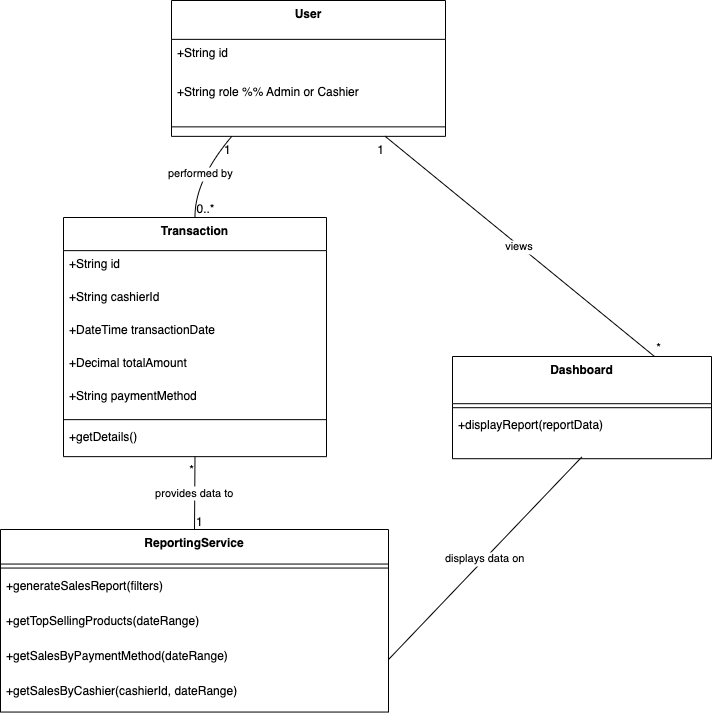 User
+String id
+String role %% Admin or Cashier
1
1
performed by
0..*
Transaction
+String id
+String cashierId
+DateTime transactionDate
+Decimal totalAmount
+String paymentMethod
+getDetails()
views
*
Dashboard
+displayReport(reportData)
*
provides data to
1
ReportingService
+generateSalesReport(filters)
+getTopSellingProducts(dateRange)
+getSalesByPaymentMethod(dateRange)
+getSalesByCashier(cashierId, dateRange)
displays data on